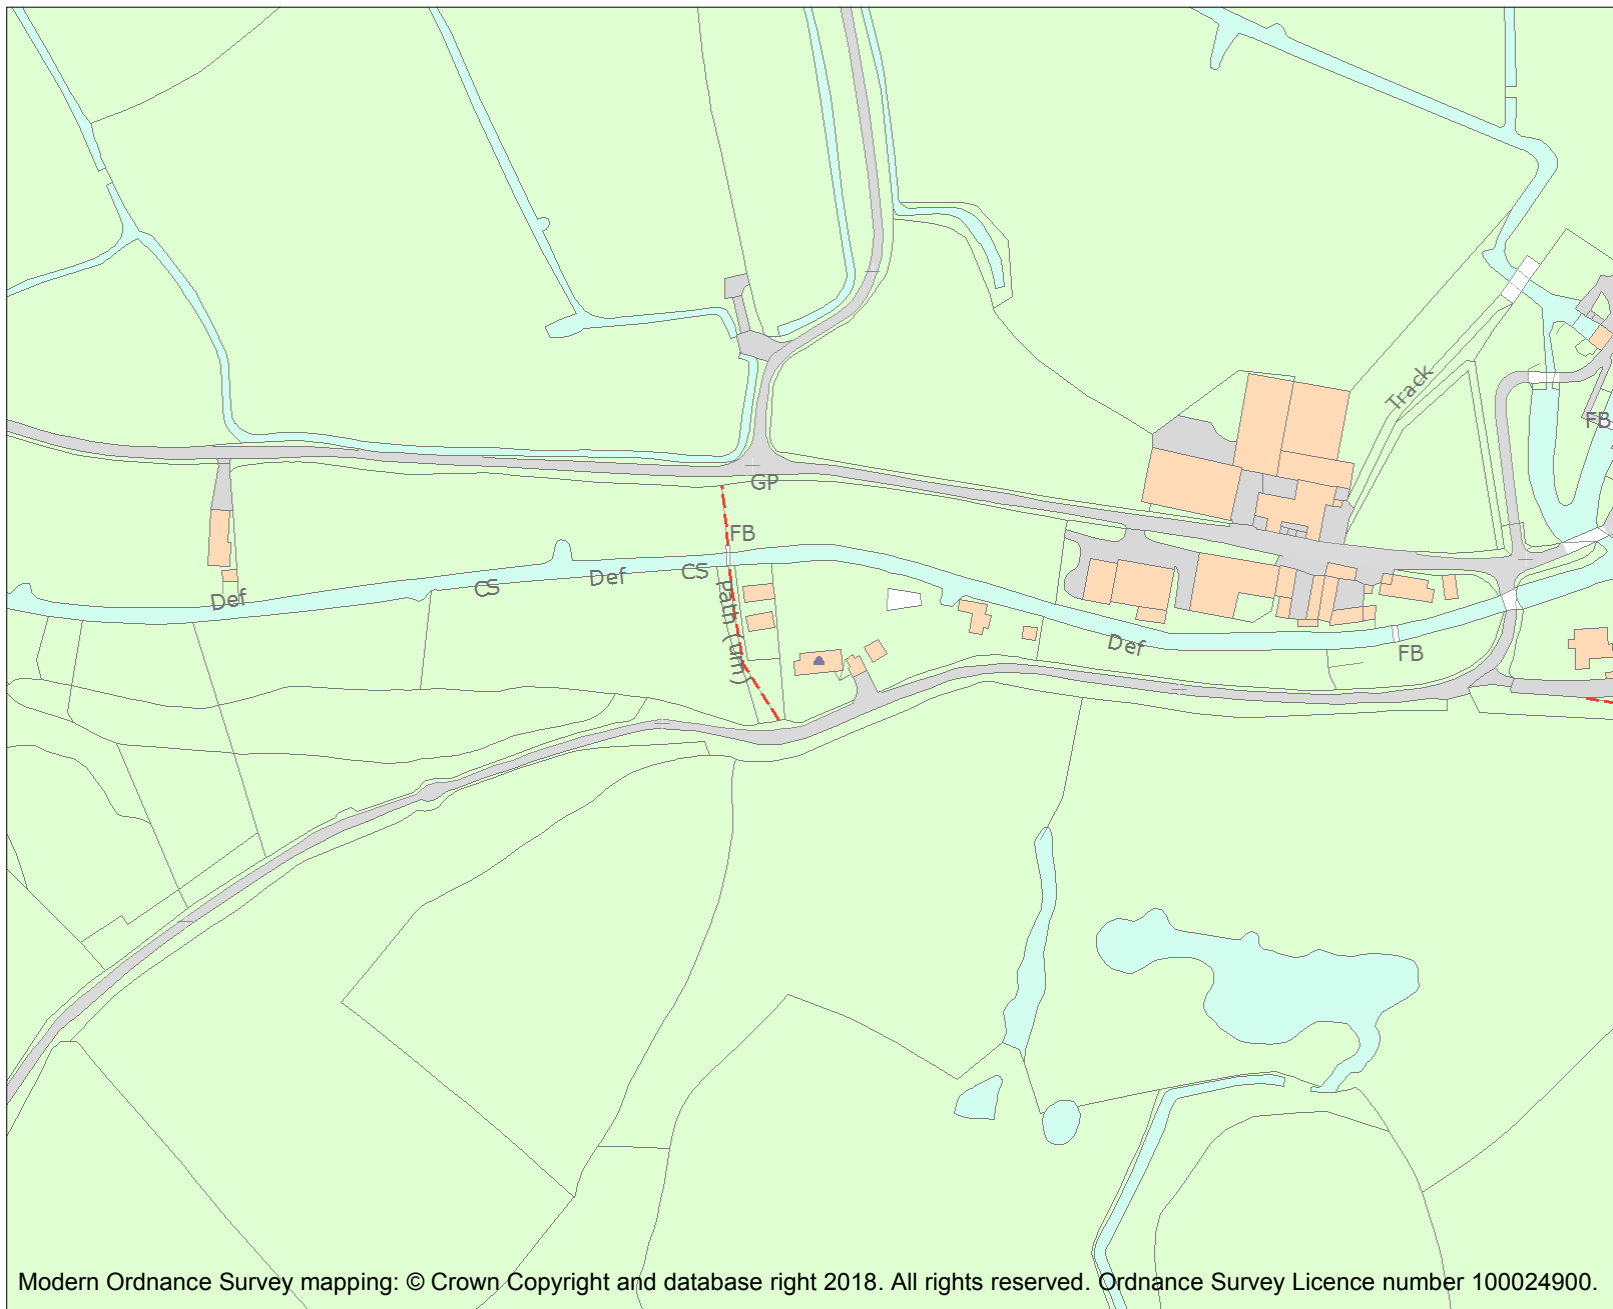 Track
FB
GP
FB
CS
Def
CS
Def
Path (um)
Def
FB
Modern Ordnance Survey mapping: © Crown Copyright and database right 2018. All rights reserved. Ordnance Survey Licence number 100024900.